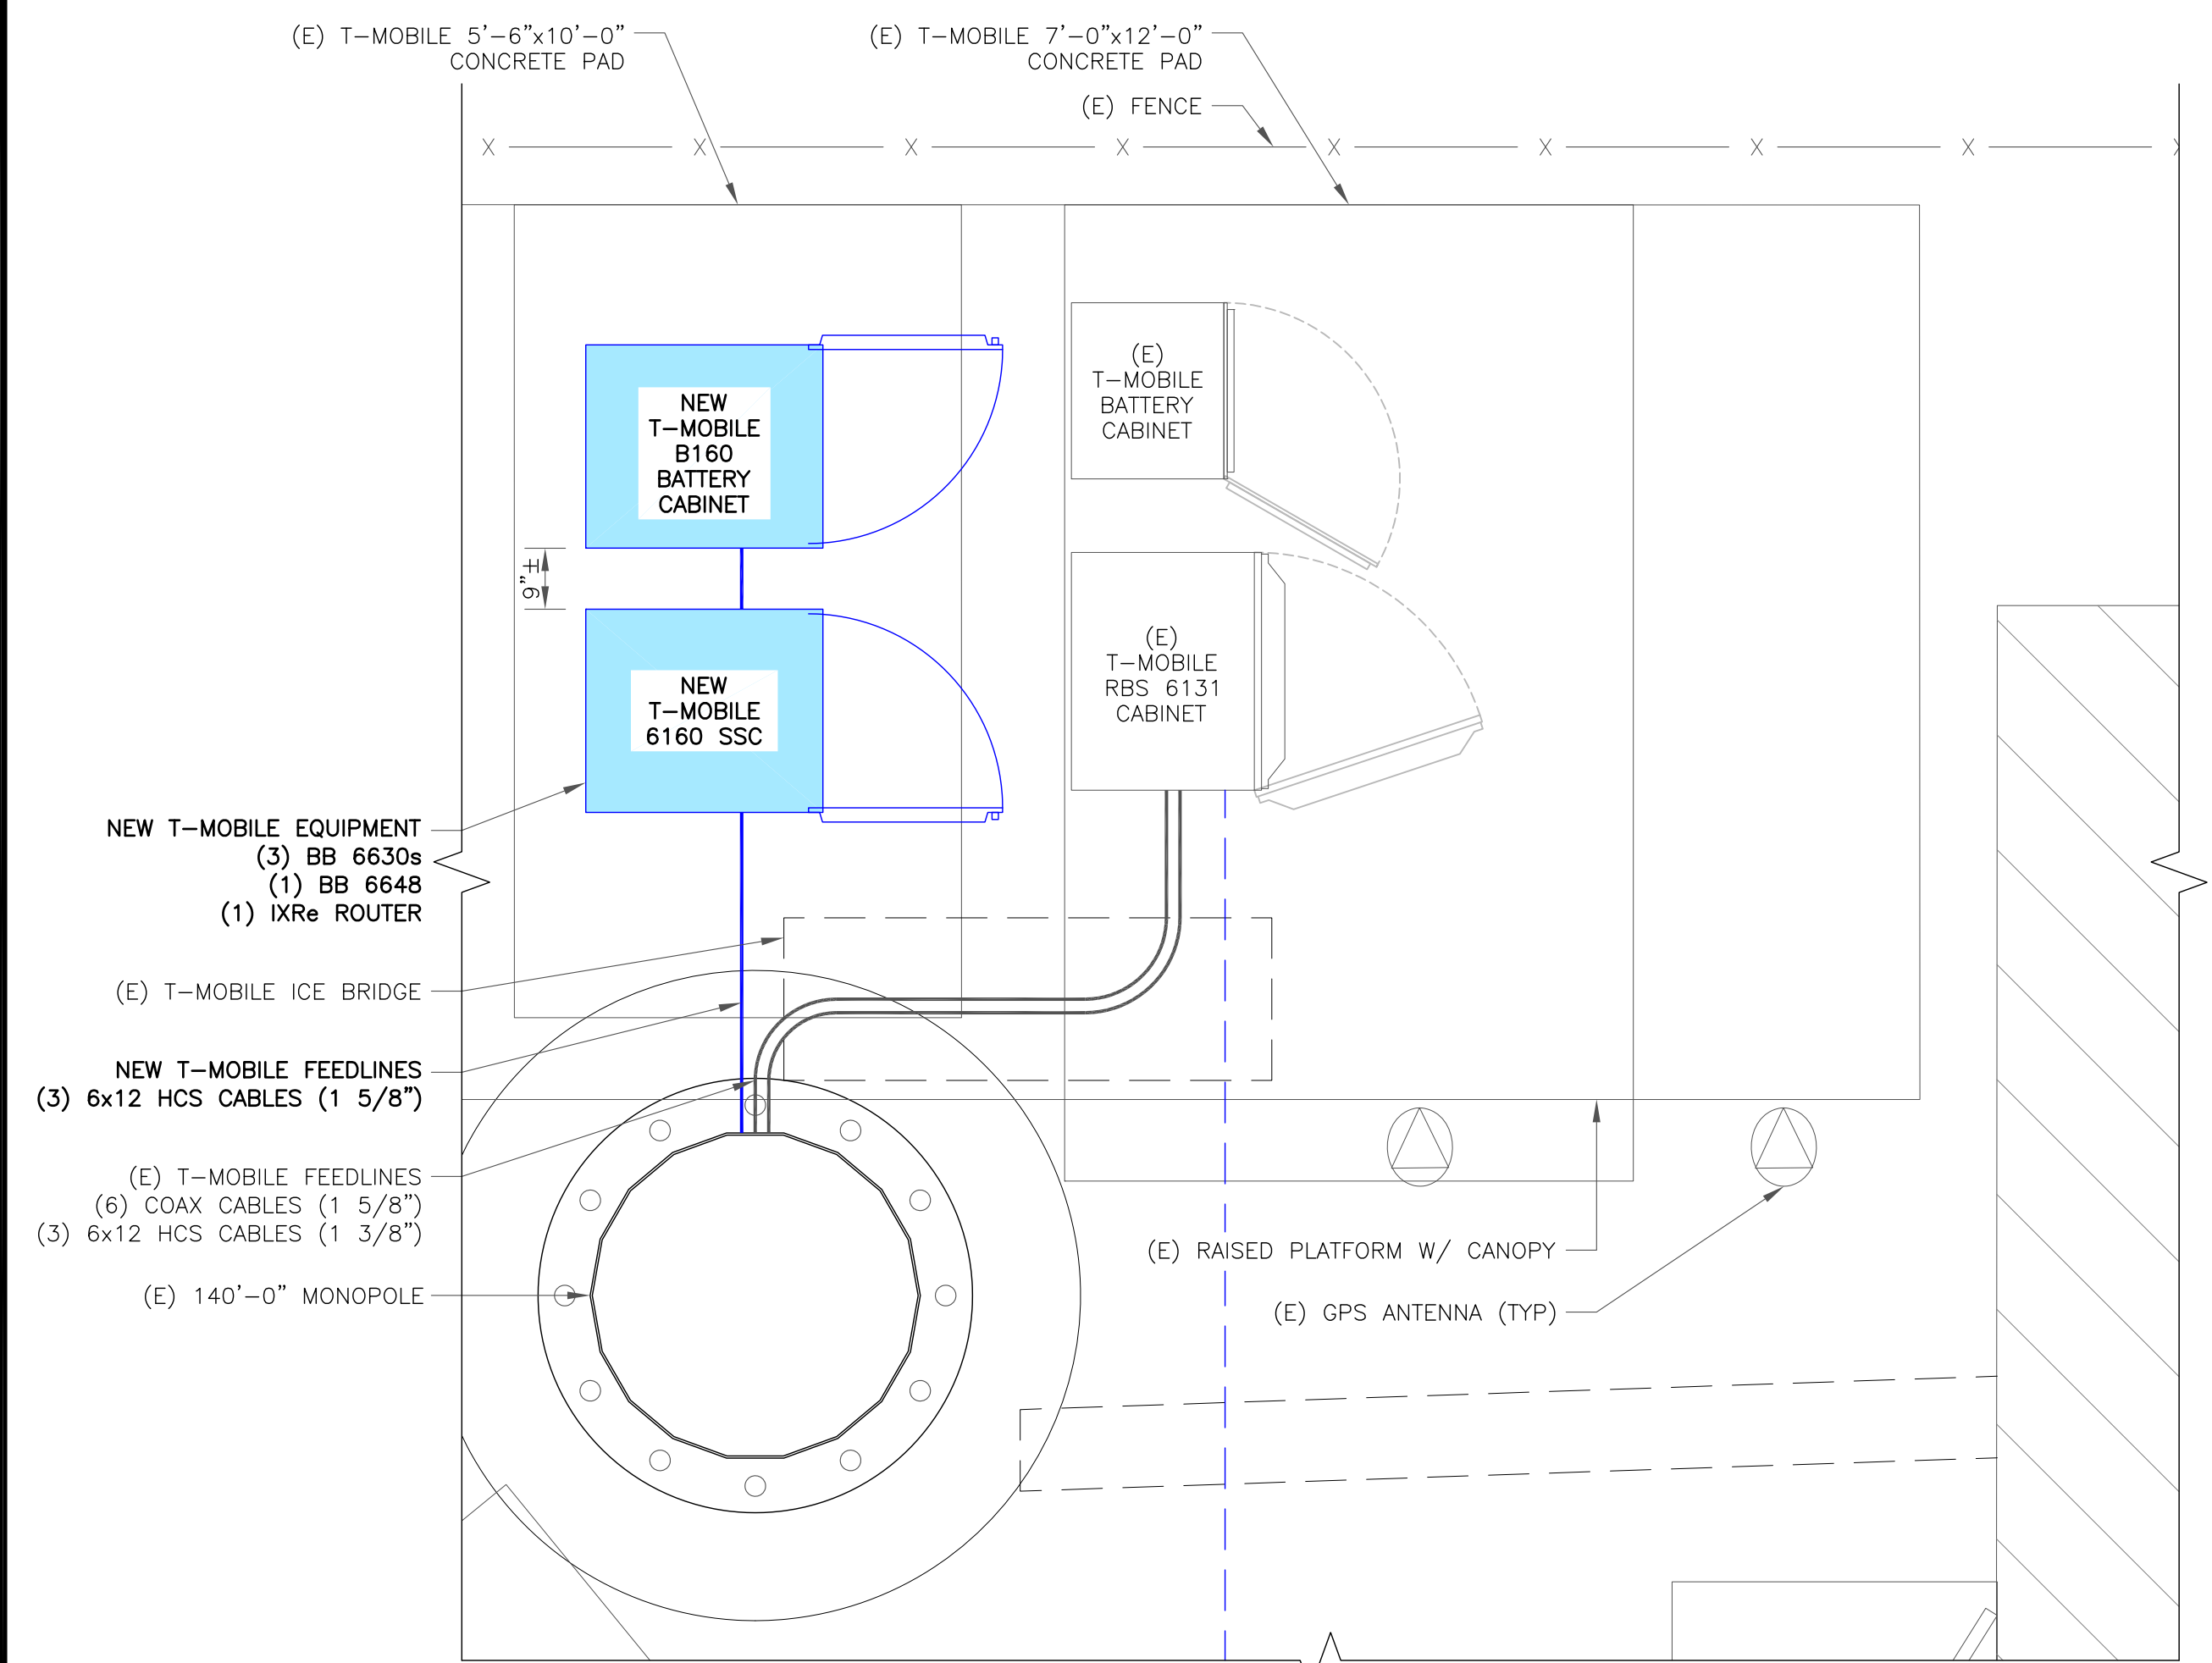 (E) T-MOBILE 5'-6"x10'-0"
CONCRETE PAD
(E) T-MOBILE 7'-0"x12'-0"
CONCRETE PAD
(E) FENCE
X X X X X X X X X
NEW
T-MOBILE
B160
BATTERY
CABINET
(E)
T-MOBILE
BATTERY
CABINET
9"±
NEW
T-MOBILE
6160 SSC
(E)
T-MOBILE
RBS 6131
CABINET
NEW T-MOBILE EQUIPMENT
(3) BB 6630s
(1) BB 6648
(1) IXRe ROUTER
(E) T-MOBILE ICE BRIDGE
NEW T-MOBILE FEEDLINES
(3) 6x12 HCS CABLES (1 5/8")
(E) T-MOBILE FEEDLINES
(6) COAX CABLES (1 5/8")
(3) 6x12 HCS CABLES (1 3/8")
(E) 140'-0" MONOPOLE
(E) RAISED PLATFORM W/ CANOPY
(E) GPS ANTENNA (TYP)